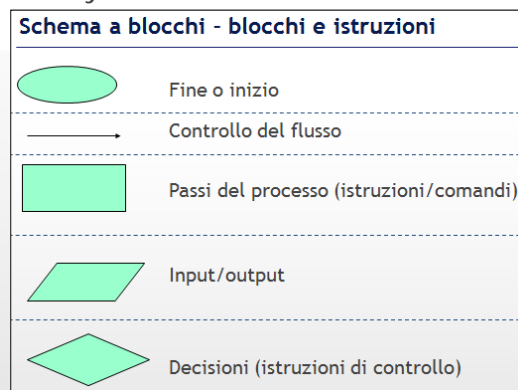 Schema a blocchi - blocchi e istruzioni
Fine o inizio
Controllo del flusso
Passi del processo (istruzioni/comandi)
Input/output
Decisioni (istruzioni di controllo)